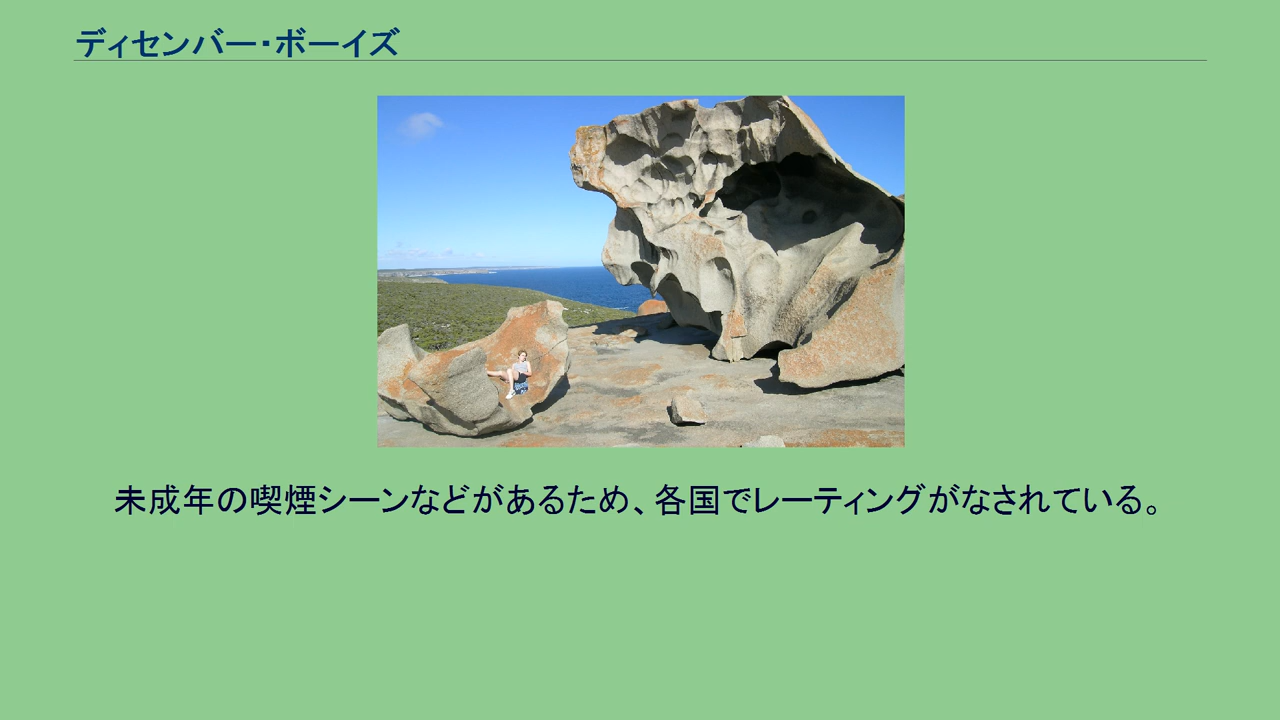 ディセンバー・ボーイズ
未成年の喫煙シーンなどがあるため、各国でレーティングがなされている。